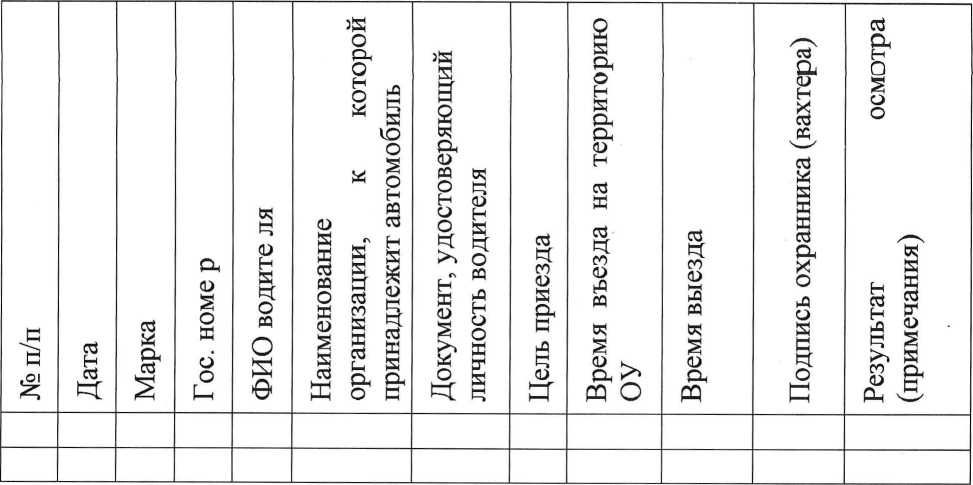 № п/п
Дата
Марка
Гос. номе р
ФИО водите ля
Наименование
организации, к которой
принадлежит автомобиль
Документ, удостоверяющий
личность водителя
Цель приезда
Время въезда на территорию
ОУ
Время выезда
Подпись охранника (вахтера)
Результат осмотра
(примечания)